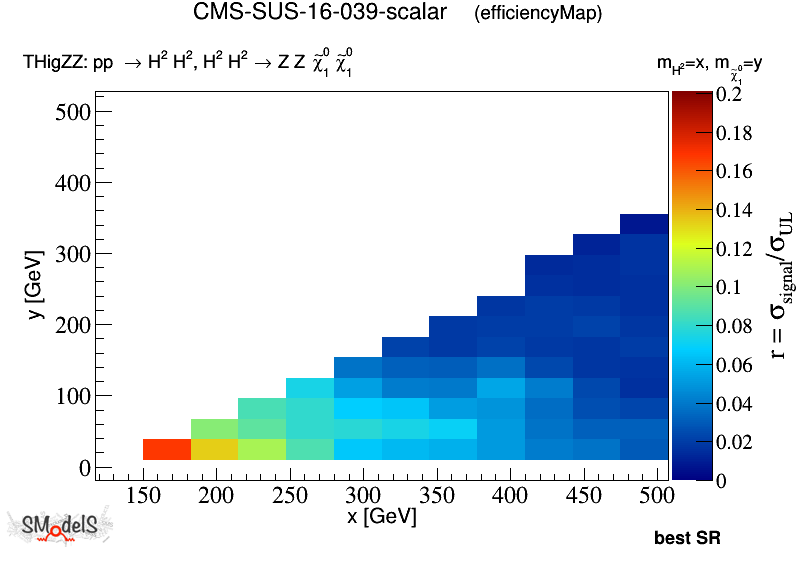 CMS-SUS-16-039-scalar (efficiencyMap)
THigZZ: pp → H² H², H² H² → Z Z χ̃₁⁰ χ̃₁⁰
m_H²=x, m_χ̃₁⁰=y
500
400
300
200
100
0
y [GeV]
150 200 250 300 350 400 450 500
x [GeV]
0.2
0.18
0.16
0.14
0.12
0.1
0.08
0.06
0.04
0.02
0
r = σ_signal/σ_UL
SModelS
best SR